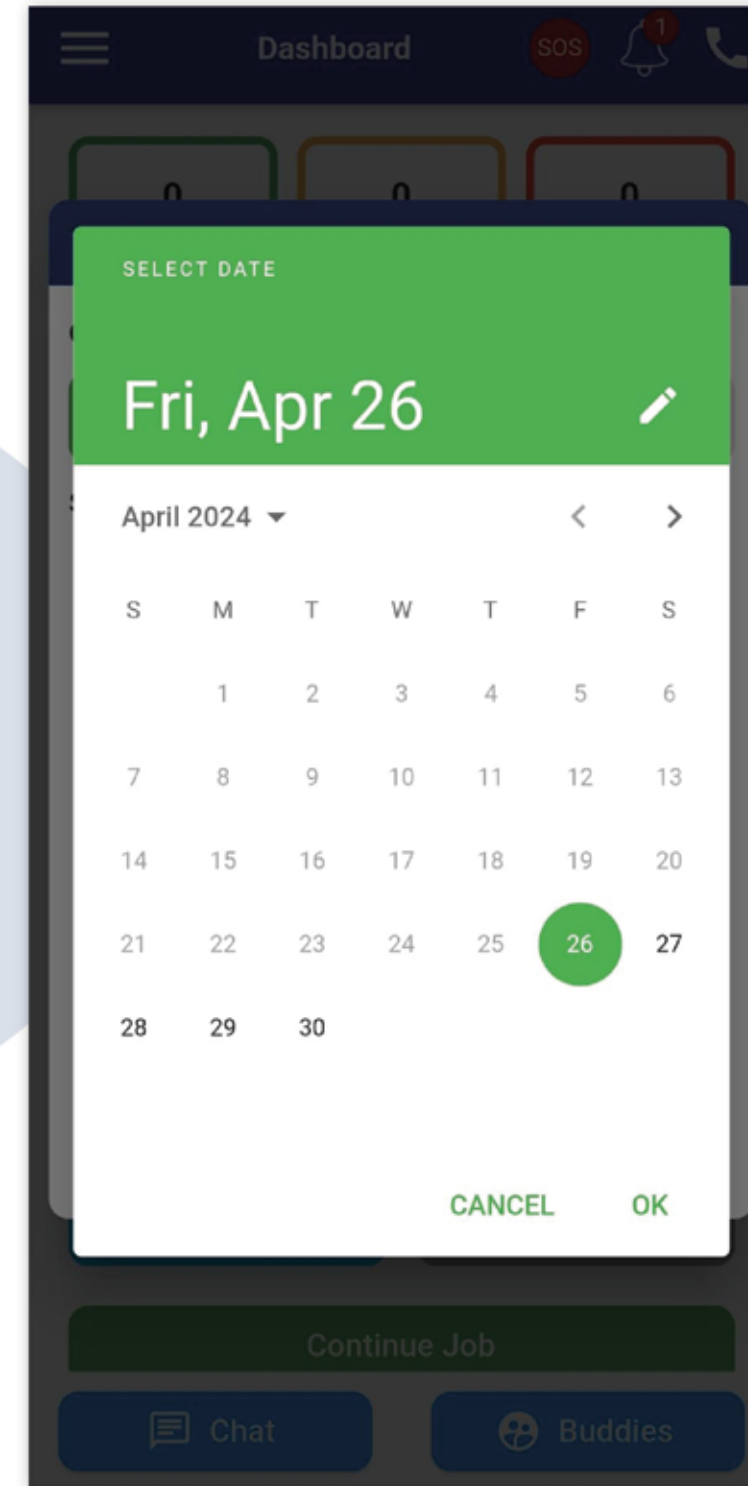 Dashboard SOS 1
0 0 0
SELECT DATE
Fri, Apr 26
April 2024
S M T W T F S
1 2 3 4 5 6
7 8 9 10 11 12 13
14 15 16 17 18 19 20
21 22 23 24 25 26 27
28 29 30
CANCEL OK
Continue Job
Chat Buddies